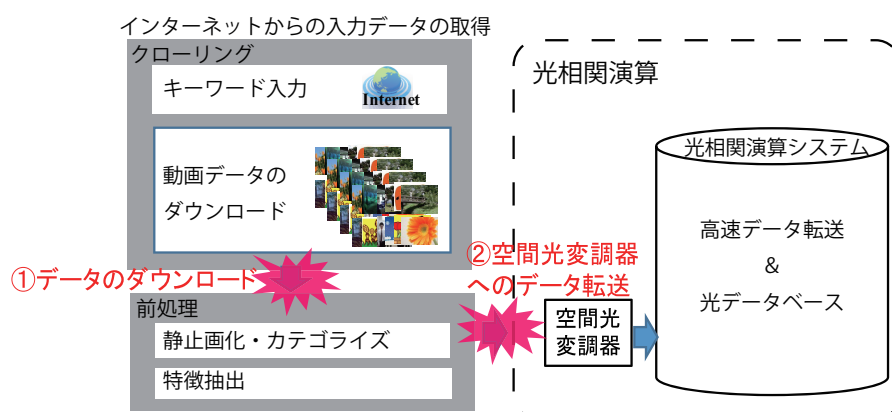 インターネットからの入力データの取得
クローリング
キーワード入力
Internet
動画データの
ダウンロード
①データのダウンロード
前処理
静止画化・カテゴライズ
特徴抽出
②空間光変調器
へのデータ転送
空間光
変調器
光相関演算
光相関演算システム
高速データ転送
&
光データベース